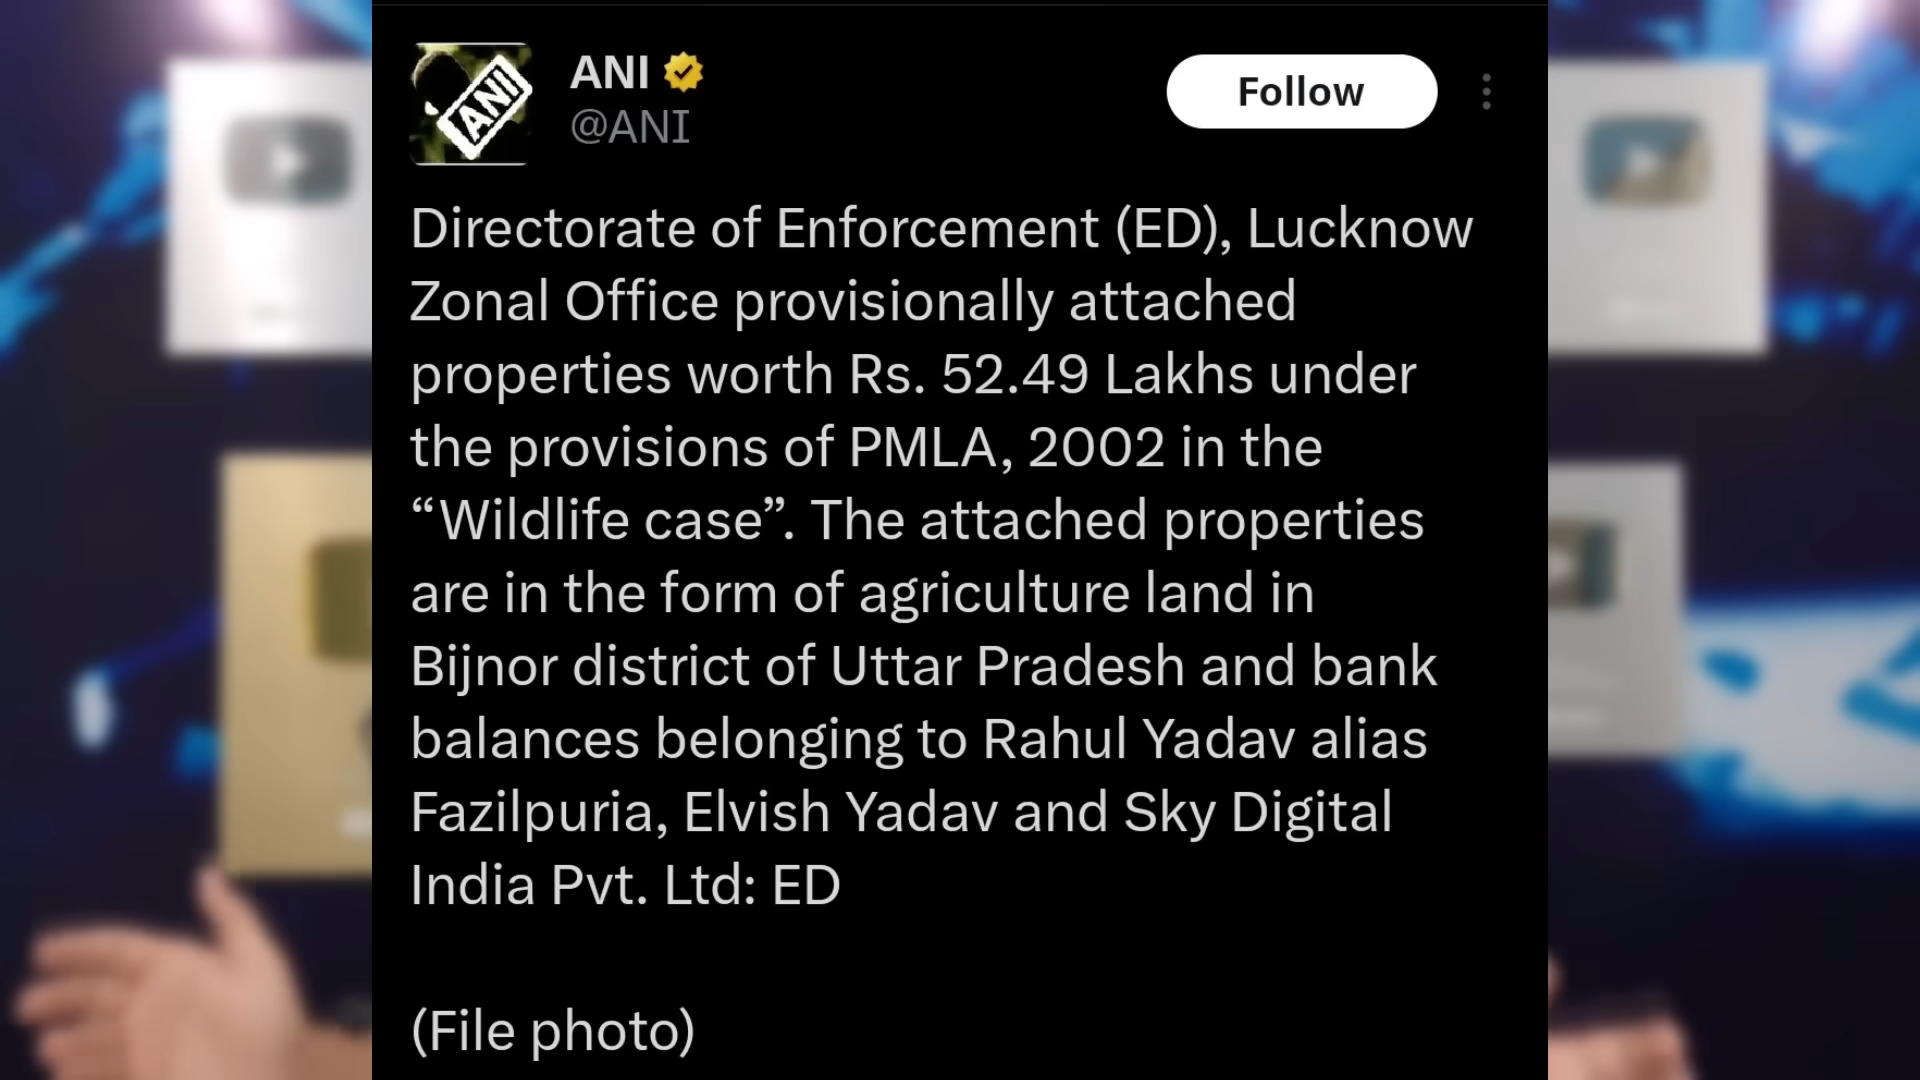 ANI
ANI
@ANI
Follow
Directorate of Enforcement (ED), Lucknow
Zonal Office provisionally attached
properties worth Rs. 52.49 Lakhs under
the provisions of PMLA, 2002 in the
“Wildlife case”. The attached properties
are in the form of agriculture land in
Bijnor district of Uttar Pradesh and bank
balances belonging to Rahul Yadav alias
Fazilpuria, Elvish Yadav and Sky Digital
India Pvt. Ltd: ED
(File photo)